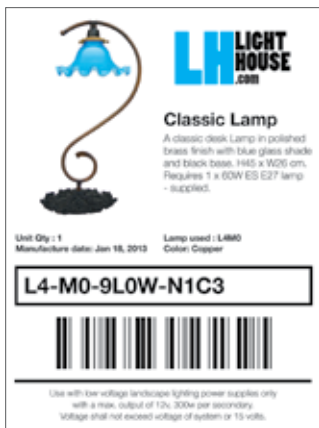 LH LIGHT
HOUSE
.com
Classic Lamp
A classic desk Lamp in polished
brass finish with blue glass shade
and black base. H45 x W26 cm.
Requires 1 x 60W ES E27 lamp
- supplied.
Unit Qty : 1 Lamp used : L4M0
Manufacture date: Jan 18, 2013 Color: Copper
L4-M0-9L0W-N1C3
Use with low voltage landscape lighting power supplies only
with a max. output of 12v, 300w per secondary.
Voltage shall not exceed voltage of system or 15 volts.